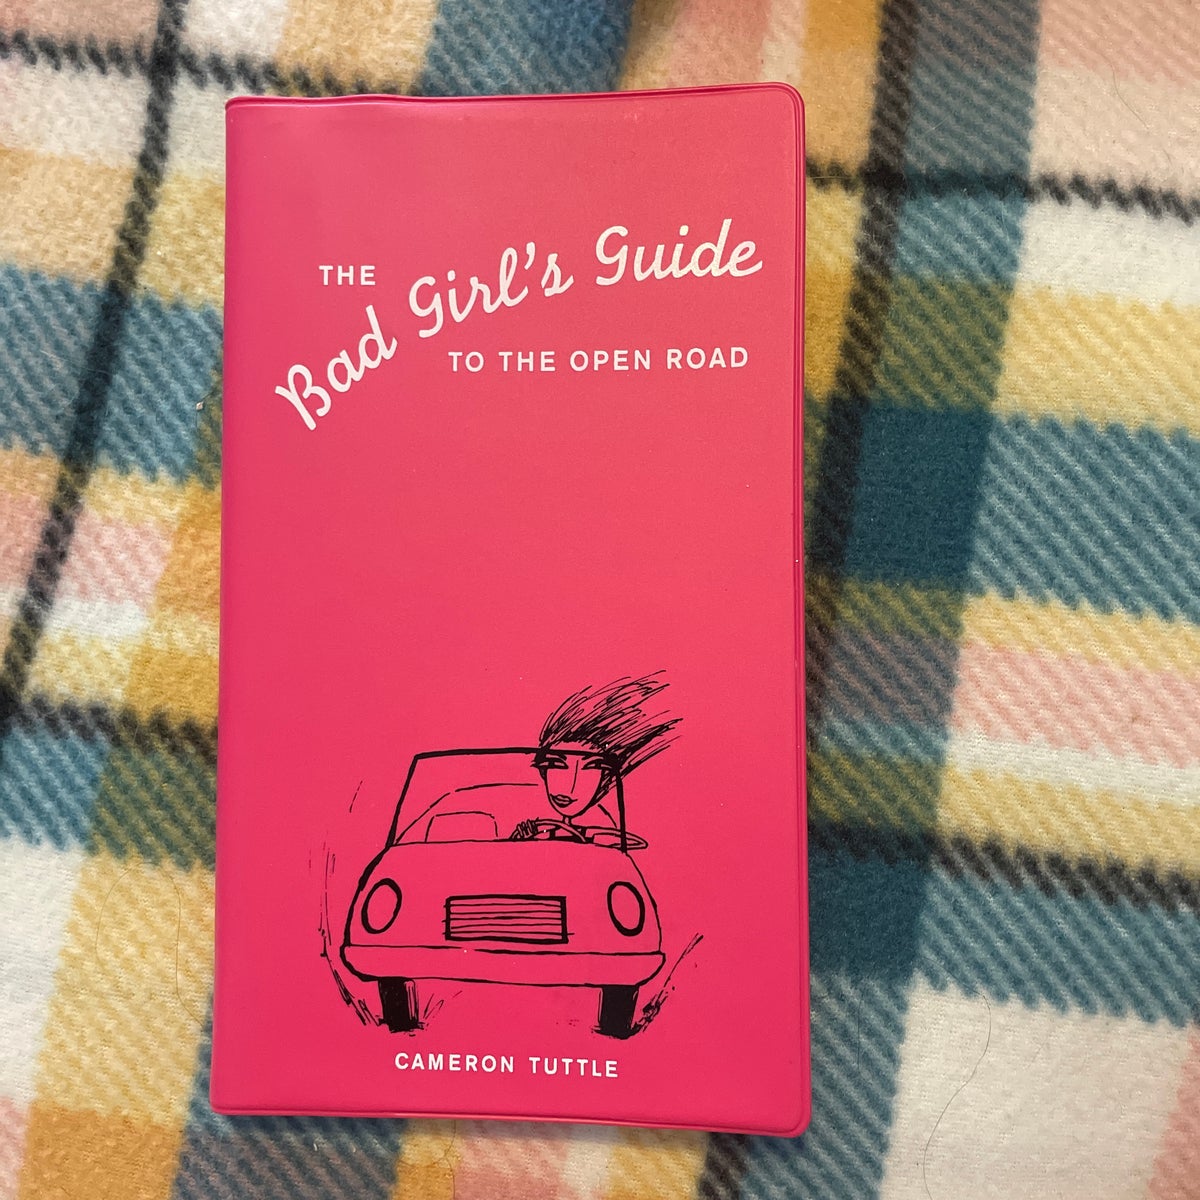 THE
Bad Girl's Guide
TO THE OPEN ROAD
CAMERON TUTTLE